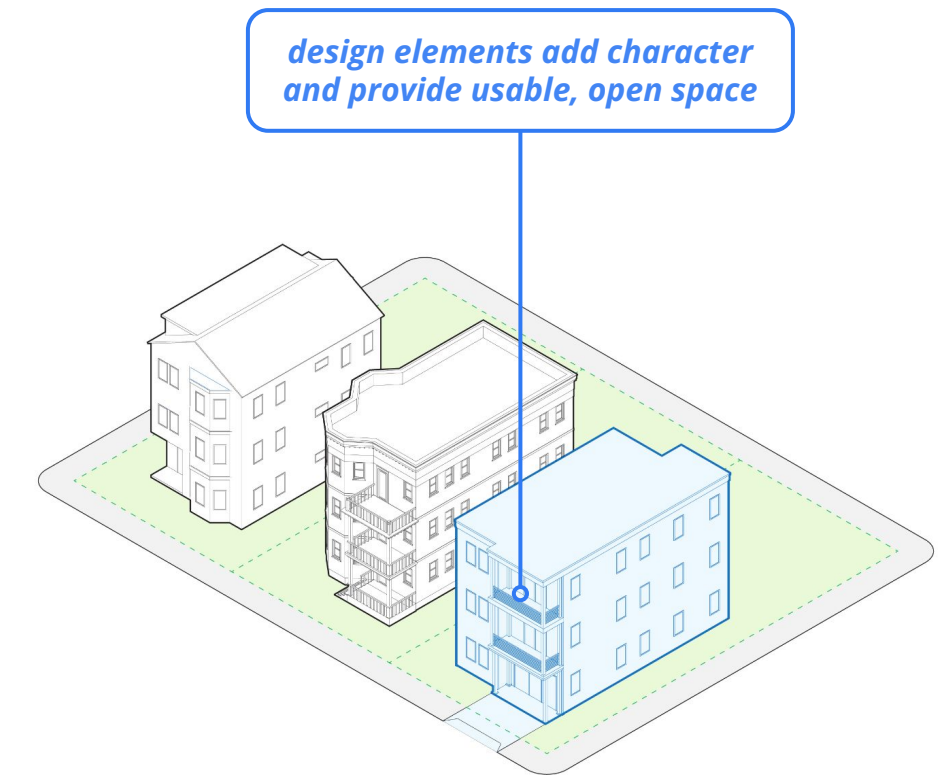 design elements add character
and provide usable, open space